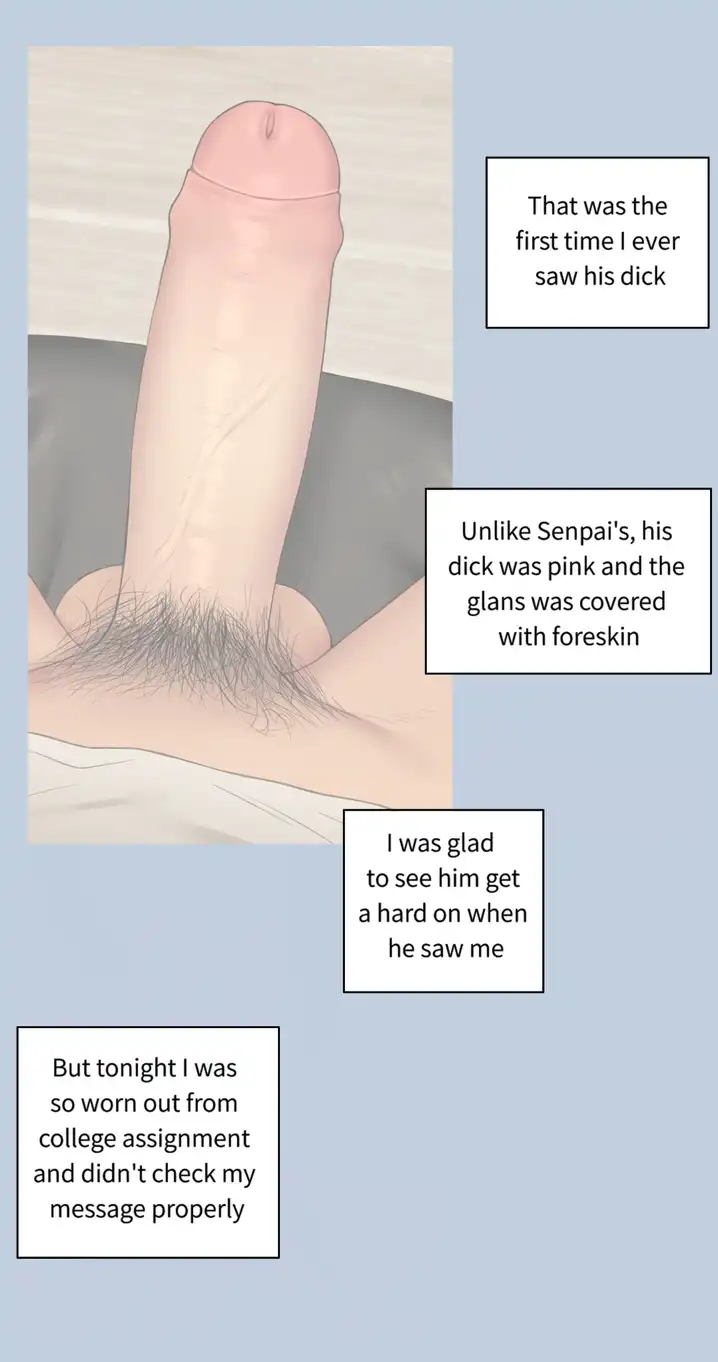 That was the
first time I ever
saw his dick
Unlike Senpai's, his
dick was pink and the
glans was covered
with foreskin
I was glad
to see him get
a hard on when
he saw me
But tonight I was
so worn out from
college assignment
and didn't check my
message properly